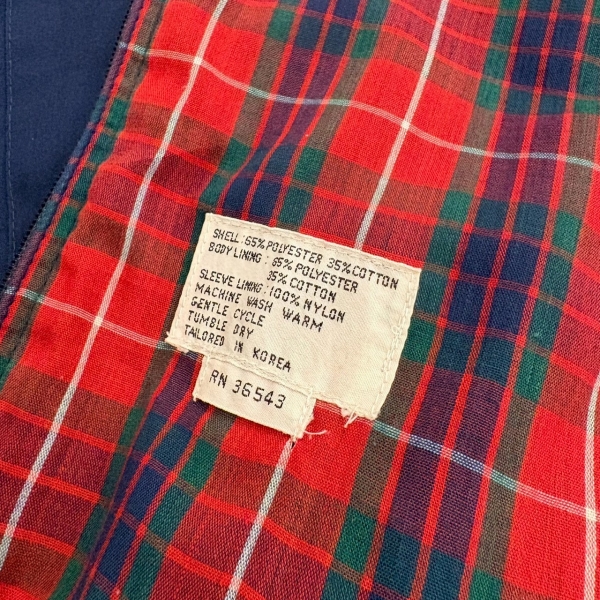 SHELL: 65% POLYESTER 35% COTTON
BODY LINING: 65% POLYESTER
35% COTTON
SLEEVE LINING: 100% NYLON
MACHINE WASH WARM
GENTLE CYCLE
TUMBLE DRY
TAILORED IN KOREA
RN 36543